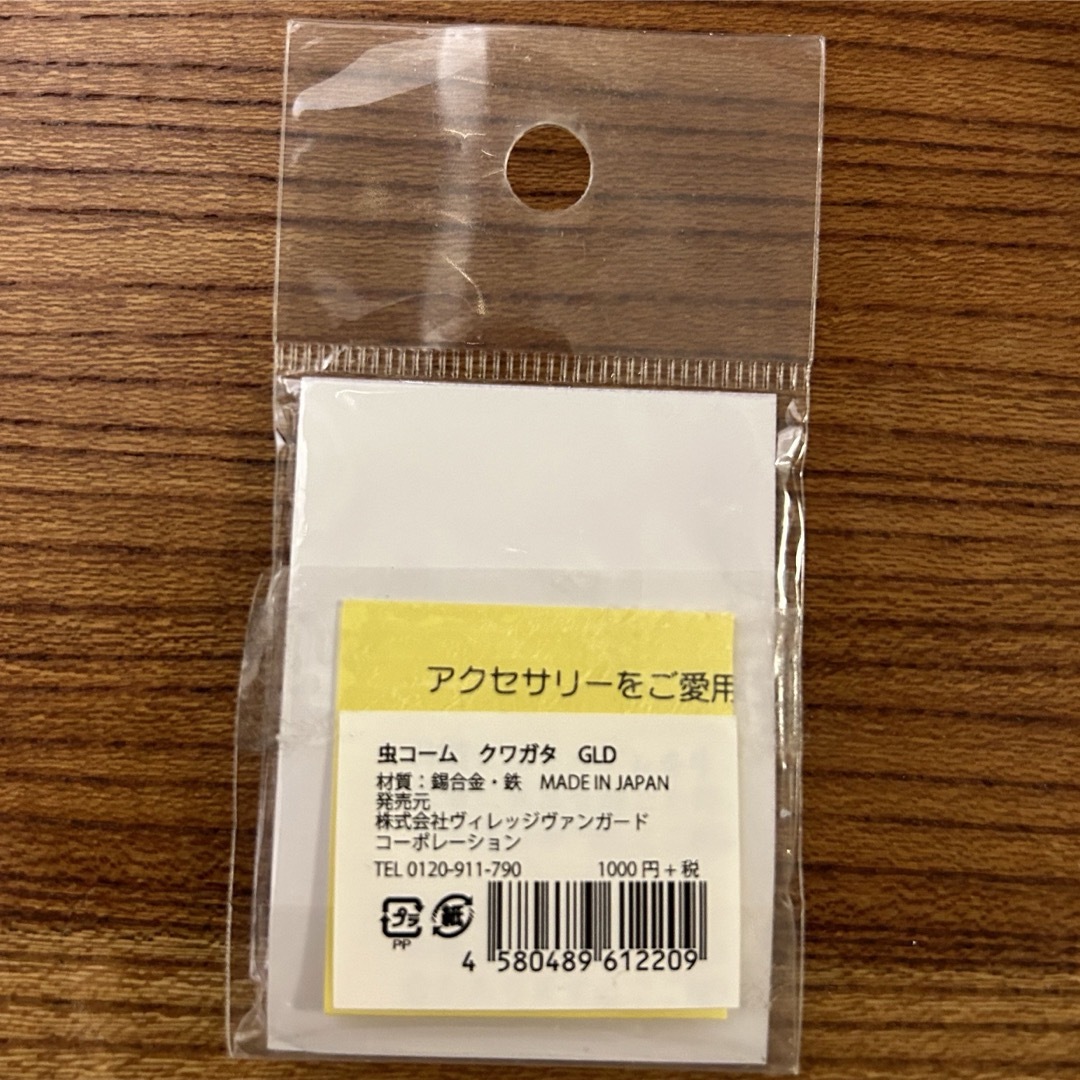 アクセサリーをご愛用
虫コーム　クワガタ　GLD
材質：錫合金・鉄　MADE IN JAPAN
発売元
株式会社ヴィレッジヴァンガード
コーポレーション
TEL 0120-911-790　1000 円 + 税
プラ 紙
PP
4 580489 612209